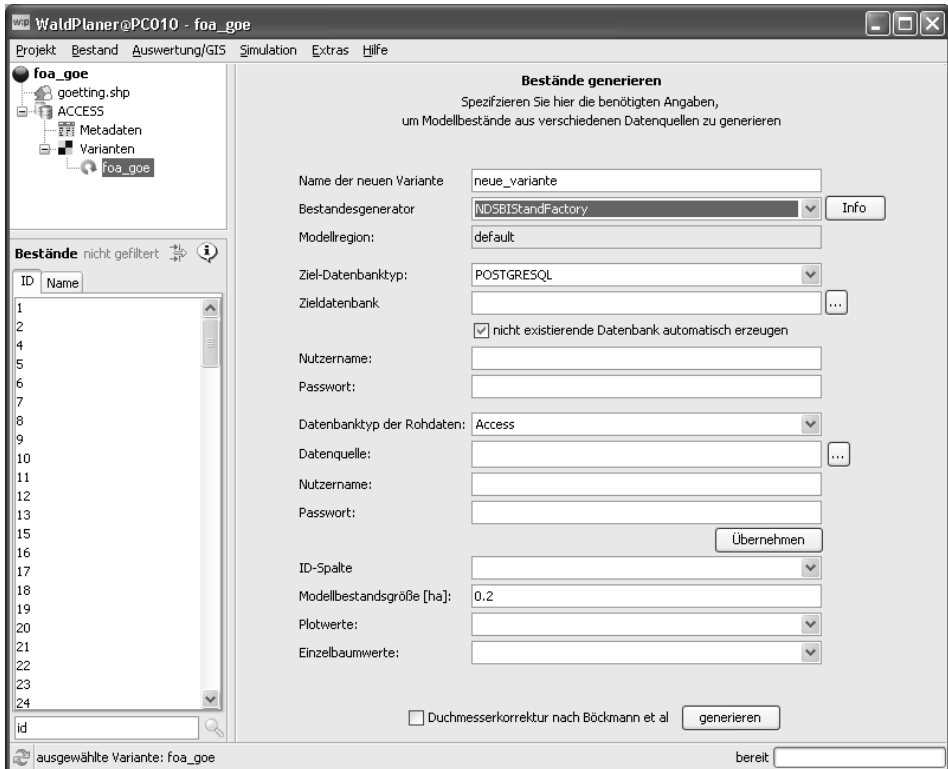 w:p WaldPlaner@PC010 - foa_goe
Projekt Bestand Auswertung/GIS Simulation Extras Hilfe
foa_goe
goetting.shp
ACCESS
Metadaten
Varianten
foa_goe
Bestände nicht gefiltert
ID Name
1
2
4
5
6
7
8
9
10
11
12
13
15
16
17
18
19
20
21
22
23
24
id
Bestände generieren
Spezifzieren Sie hier die benötigten Angaben,
um Modellbestände aus verschiedenen Datenquellen zu generieren
Name der neuen Variante neue_variante
Bestandesgenerator NDSBIStandFactory Info
Modellregion: default
Ziel-Datenbanktyp: POSTGRESQL
Zieldatenbank ...
nicht existierende Datenbank automatisch erzeugen
Nutzername:
Passwort:
Datenbanktyp der Rohdaten: Access
Datenquelle: ...
Nutzername:
Passwort:
Übernehmen
ID-Spalte
Modellbestandsgröße [ha]: 0.2
Plotwerte:
Einzelbaumwerte:
Duchmesserkorrektur nach Böckmann et al generieren
ausgewählte Variante: foa_goe bereit